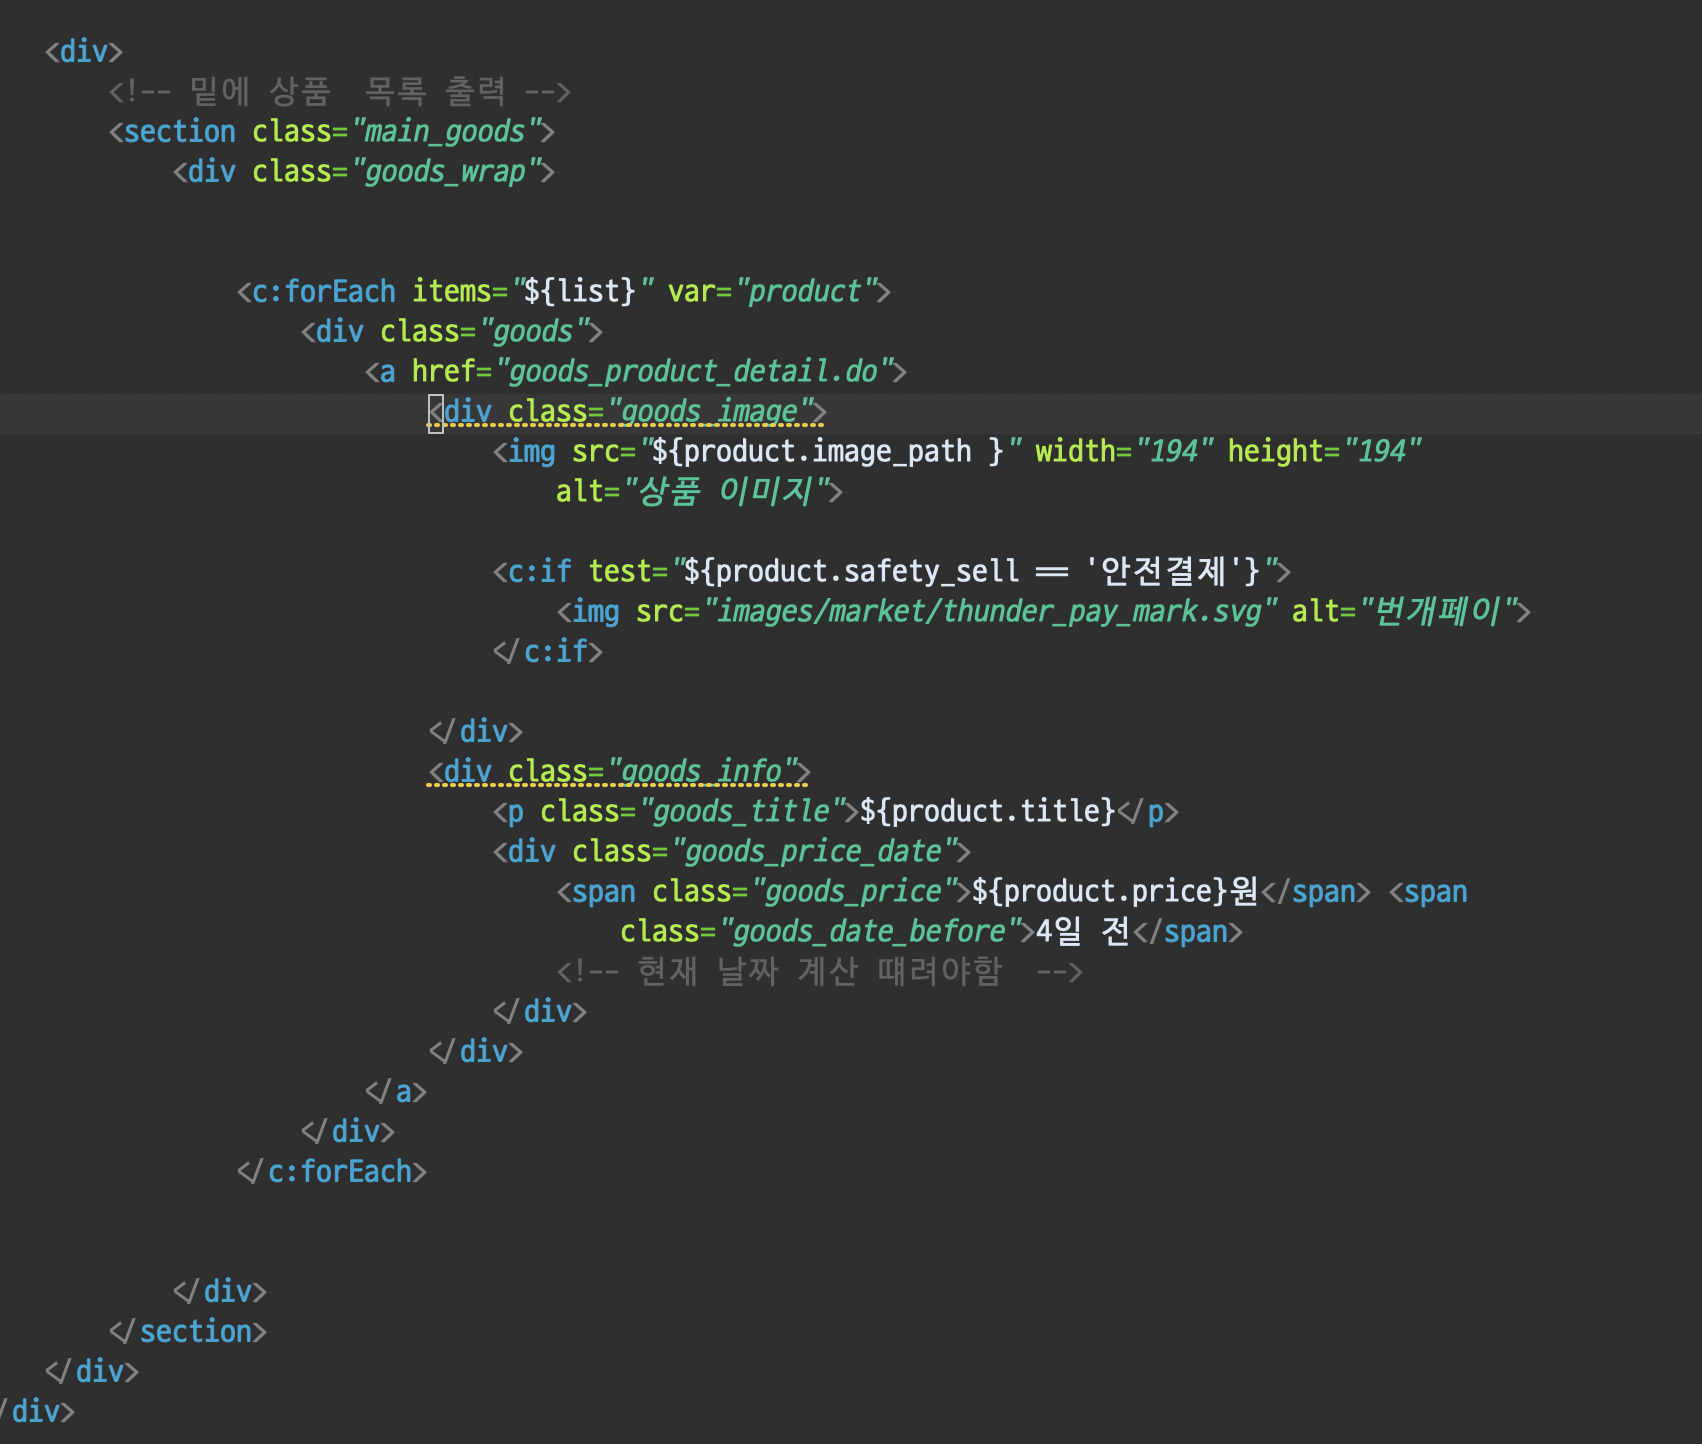 <div>
<!-- 밑에 상품  목록 출력 -->
<section class="main_goods">
<div class="goods_wrap">
<c:forEach items="${list}" var="product">
<div class="goods">
<a href="goods_product_detail.do">
<div class="goods_image">
<img src="${product.image_path }" width="194" height="194"
alt="상품 이미지">
<c:if test="${product.safety_sell == '안전결제'}">
<img src="images/market/thunder_pay_mark.svg" alt="번개페이">
</c:if>
</div>
<div class="goods_info">
<p class="goods_title">${product.title}</p>
<div class="goods_price_date">
<span class="goods_price">${product.price}원</span> <span
class="goods_date_before">4일 전</span>
<!-- 현재 날짜 계산 떄려야함  -->
</div>
</div>
</a>
</div>
</c:forEach>
</div>
</section>
</div>
/div>